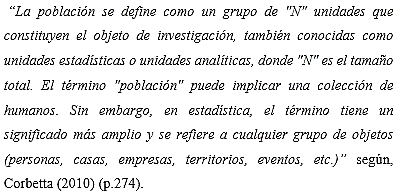 “La población se define como un grupo de "N" unidades que
constituyen el objeto de investigación, también conocidas como
unidades estadísticas o unidades analíticas, donde "N" es el tamaño
total. El término "población" puede implicar una colección de
humanos. Sin embargo, en estadística, el término tiene un
significado más amplio y se refiere a cualquier grupo de objetos
(personas, casas, empresas, territorios, eventos, etc.)” según,
Corbetta (2010) (p.274).